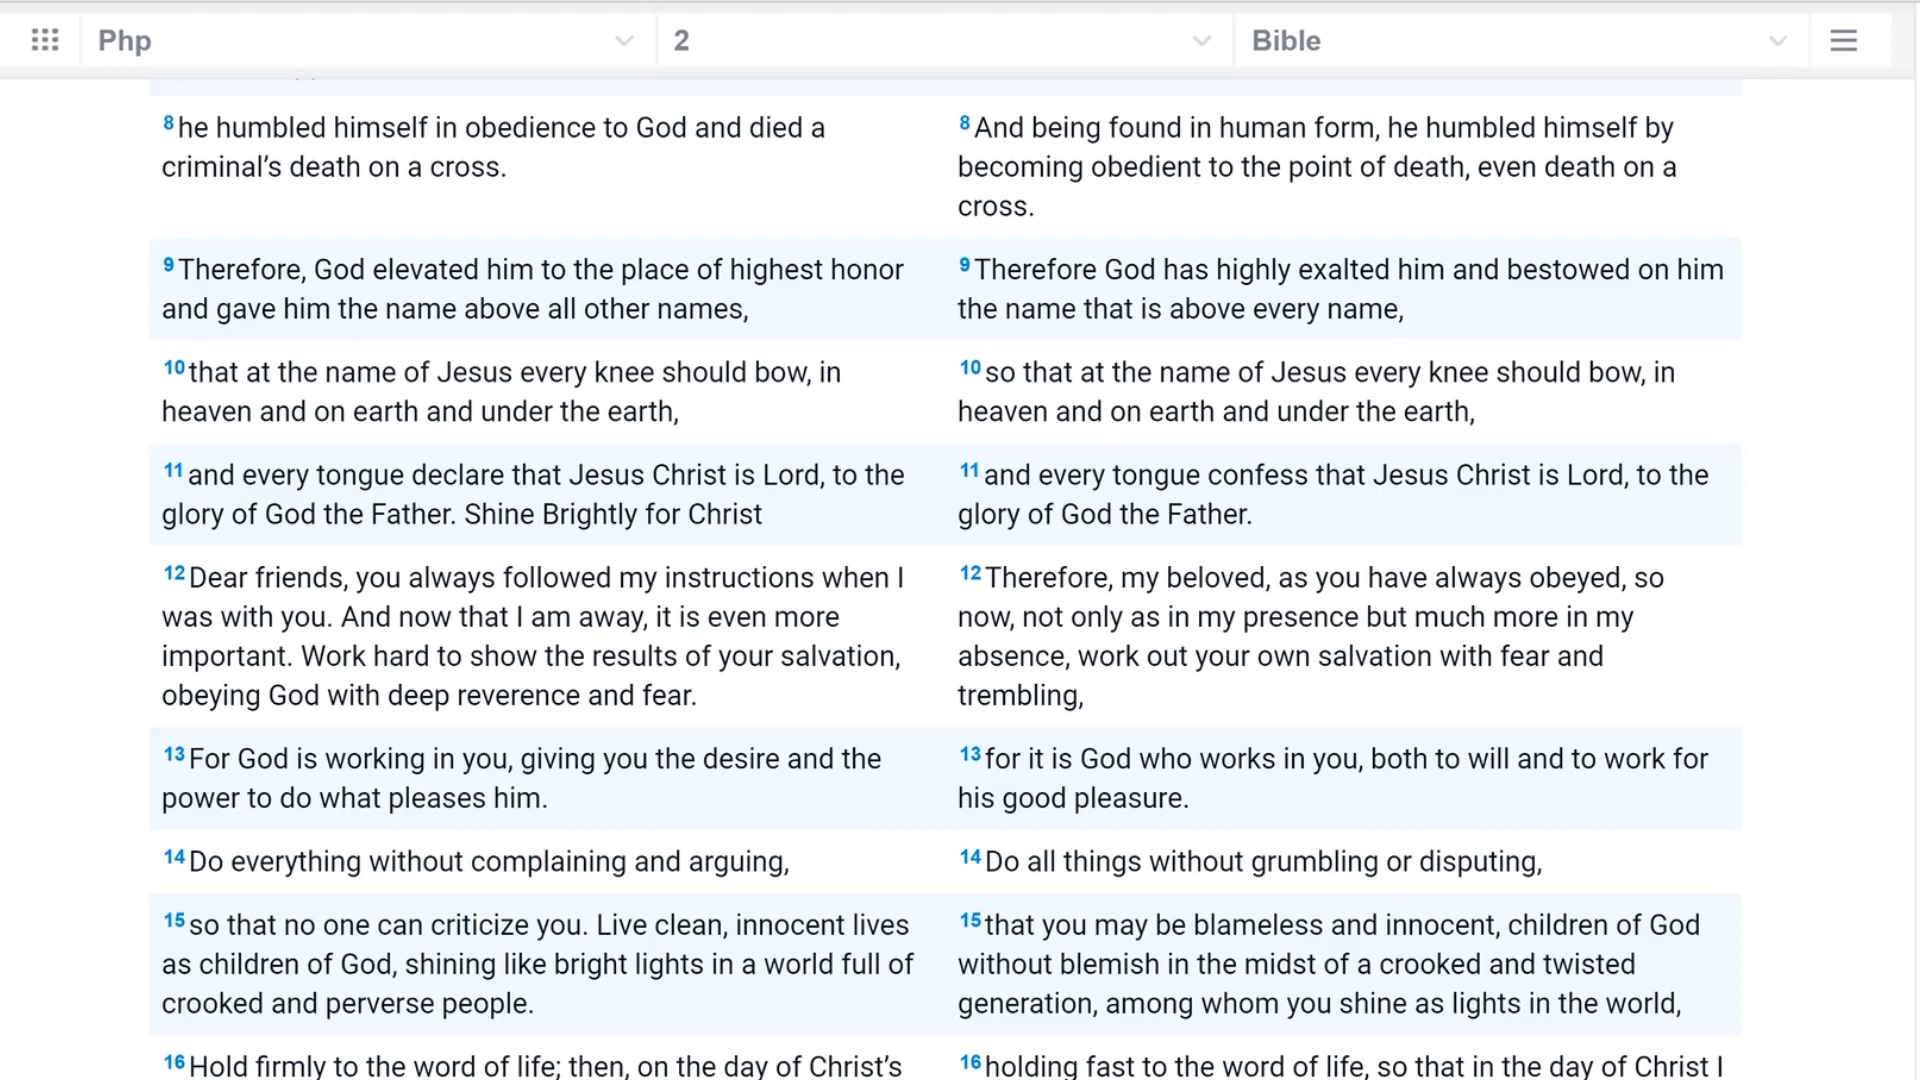 Php 2 Bible
8 he humbled himself in obedience to God and died a
criminal’s death on a cross.
8 And being found in human form, he humbled himself by
becoming obedient to the point of death, even death on a
cross.
9 Therefore, God elevated him to the place of highest honor
and gave him the name above all other names,
9 Therefore God has highly exalted him and bestowed on him
the name that is above every name,
10 that at the name of Jesus every knee should bow, in
heaven and on earth and under the earth,
10 so that at the name of Jesus every knee should bow, in
heaven and on earth and under the earth,
11 and every tongue declare that Jesus Christ is Lord, to the
glory of God the Father. Shine Brightly for Christ
11 and every tongue confess that Jesus Christ is Lord, to the
glory of God the Father.
12 Dear friends, you always followed my instructions when I
was with you. And now that I am away, it is even more
important. Work hard to show the results of your salvation,
obeying God with deep reverence and fear.
12 Therefore, my beloved, as you have always obeyed, so
now, not only as in my presence but much more in my
absence, work out your own salvation with fear and
trembling,
13 For God is working in you, giving you the desire and the
power to do what pleases him.
13 for it is God who works in you, both to will and to work for
his good pleasure.
14 Do everything without complaining and arguing,
14 Do all things without grumbling or disputing,
15 so that no one can criticize you. Live clean, innocent lives
as children of God, shining like bright lights in a world full of
crooked and perverse people.
15 that you may be blameless and innocent, children of God
without blemish in the midst of a crooked and twisted
generation, among whom you shine as lights in the world,
16 Hold firmly to the word of life; then, on the day of Christ’s
16 holding fast to the word of life, so that in the day of Christ I